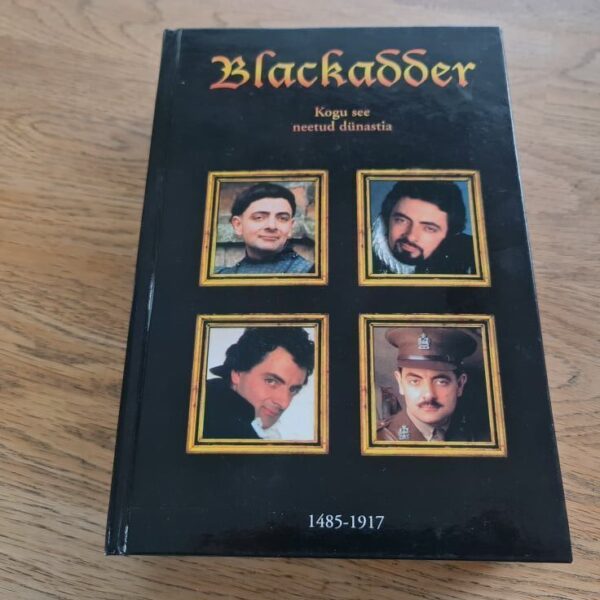 Blackadder
Kogu see
neetud dünastia
1485-1917